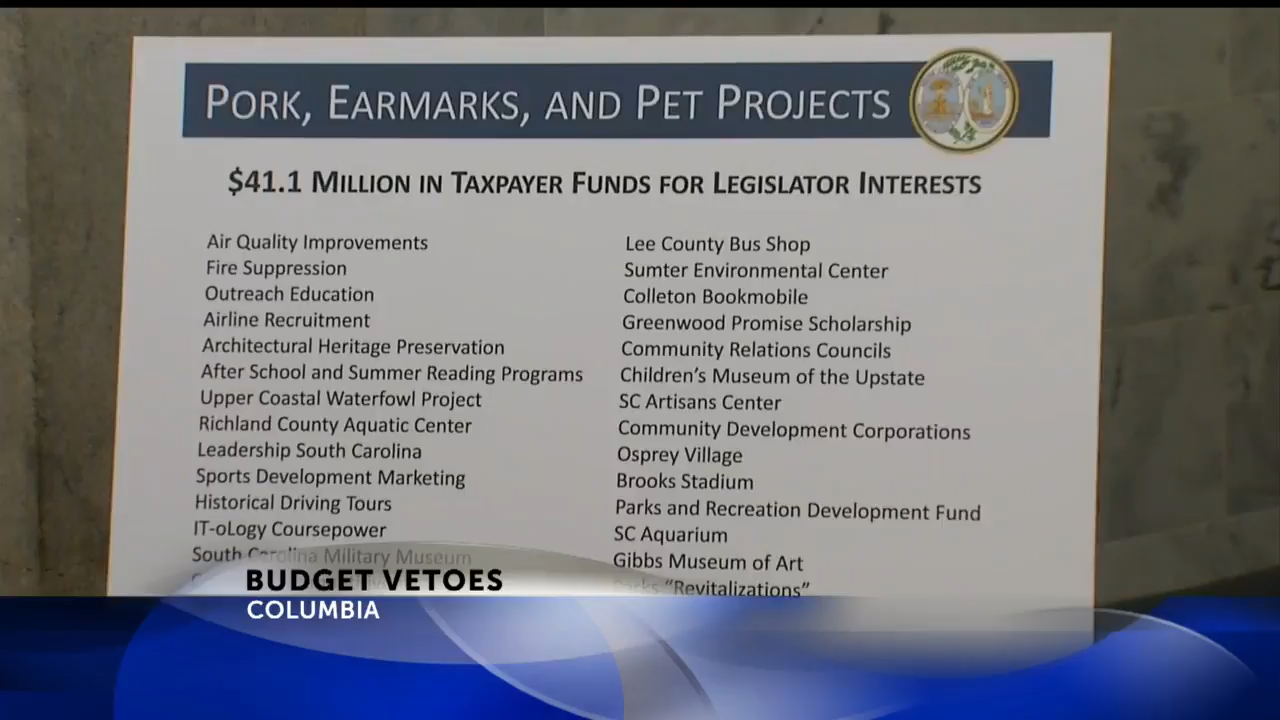 PORK, EARMARKS, AND PET PROJECTS
$41.1 MILLION IN TAXPAYER FUNDS FOR LEGISLATOR INTERESTS
Air Quality Improvements
Fire Suppression
Outreach Education
Airline Recruitment
Architectural Heritage Preservation
After School and Summer Reading Programs
Upper Coastal Waterfowl Project
Richland County Aquatic Center
Leadership South Carolina
Sports Development Marketing
Historical Driving Tours
IT-oLogy Coursepower
South Carolina Military Museum
Lee County Bus Shop
Sumter Environmental Center
Colleton Bookmobile
Greenwood Promise Scholarship
Community Relations Councils
Children's Museum of the Upstate
SC Artisans Center
Community Development Corporations
Osprey Village
Brooks Stadium
Parks and Recreation Development Fund
SC Aquarium
Gibbs Museum of Art
Parks "Revitalizations"
BUDGET VETOES
COLUMBIA